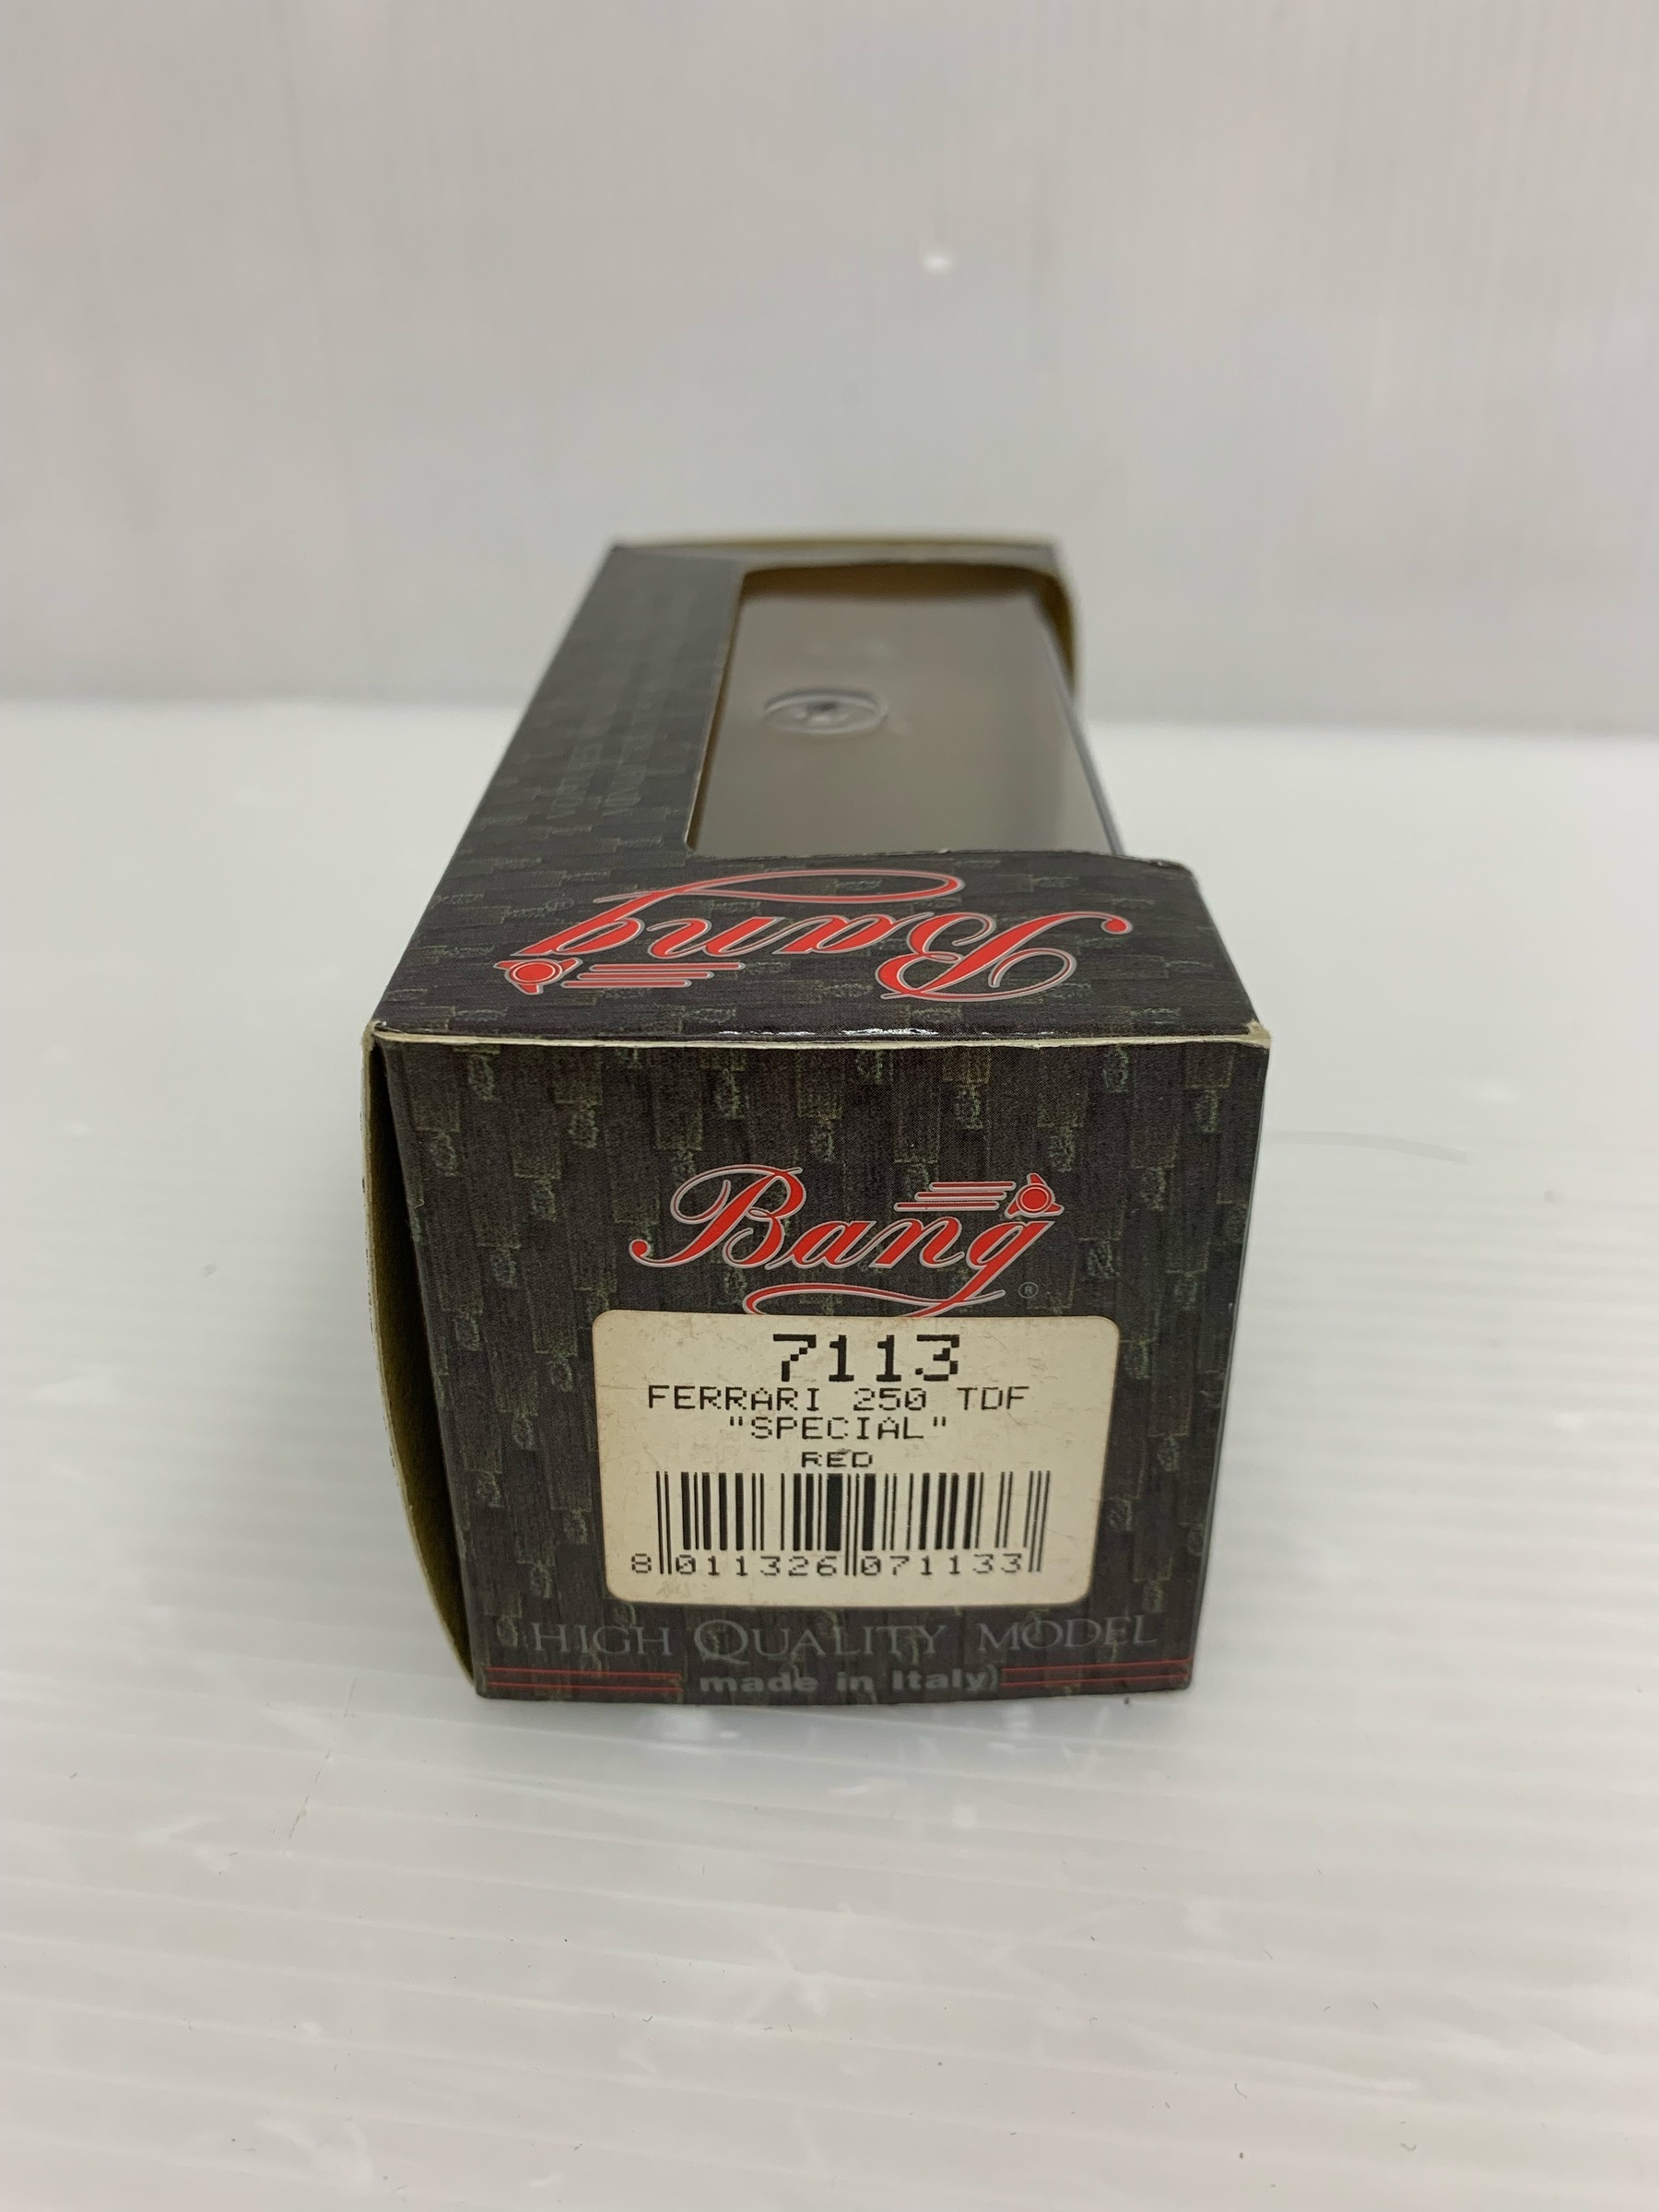 Bang
Bang®
7113
FERRARI 250 TDF
"SPECIAL"
RED
8 011326 071133
HIGH QUALITY MODEL
made in Italy